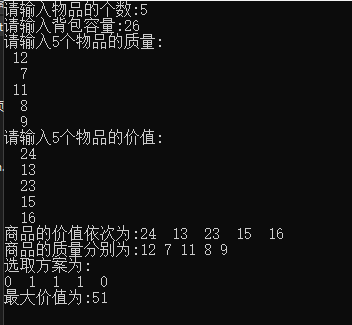 请输入物品的个数:5
请输入背包容量:26
请输入5个物品的质量:
12
7
11
8
9
请输入5个物品的价值:
24
13
23
15
16
商品的价值依次为:24 13 23 15 16
商品的质量分别为:12 7 11 8 9
选取方案为:
0 1 1 1 0
最大价值为:51